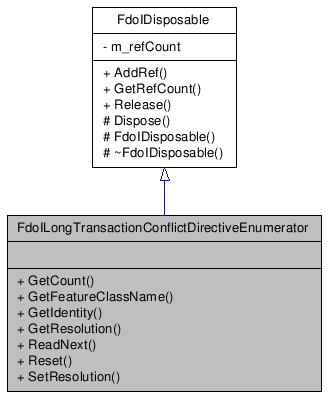 FdoIDisposable
- m_refCount
+ AddRef()
+ GetRefCount()
+ Release()
# Dispose()
# FdoIDisposable()
# ~FdoIDisposable()
FdoILongTransactionConflictDirectiveEnumerator
+ GetCount()
+ GetFeatureClassName()
+ GetIdentity()
+ GetResolution()
+ ReadNext()
+ Reset()
+ SetResolution()